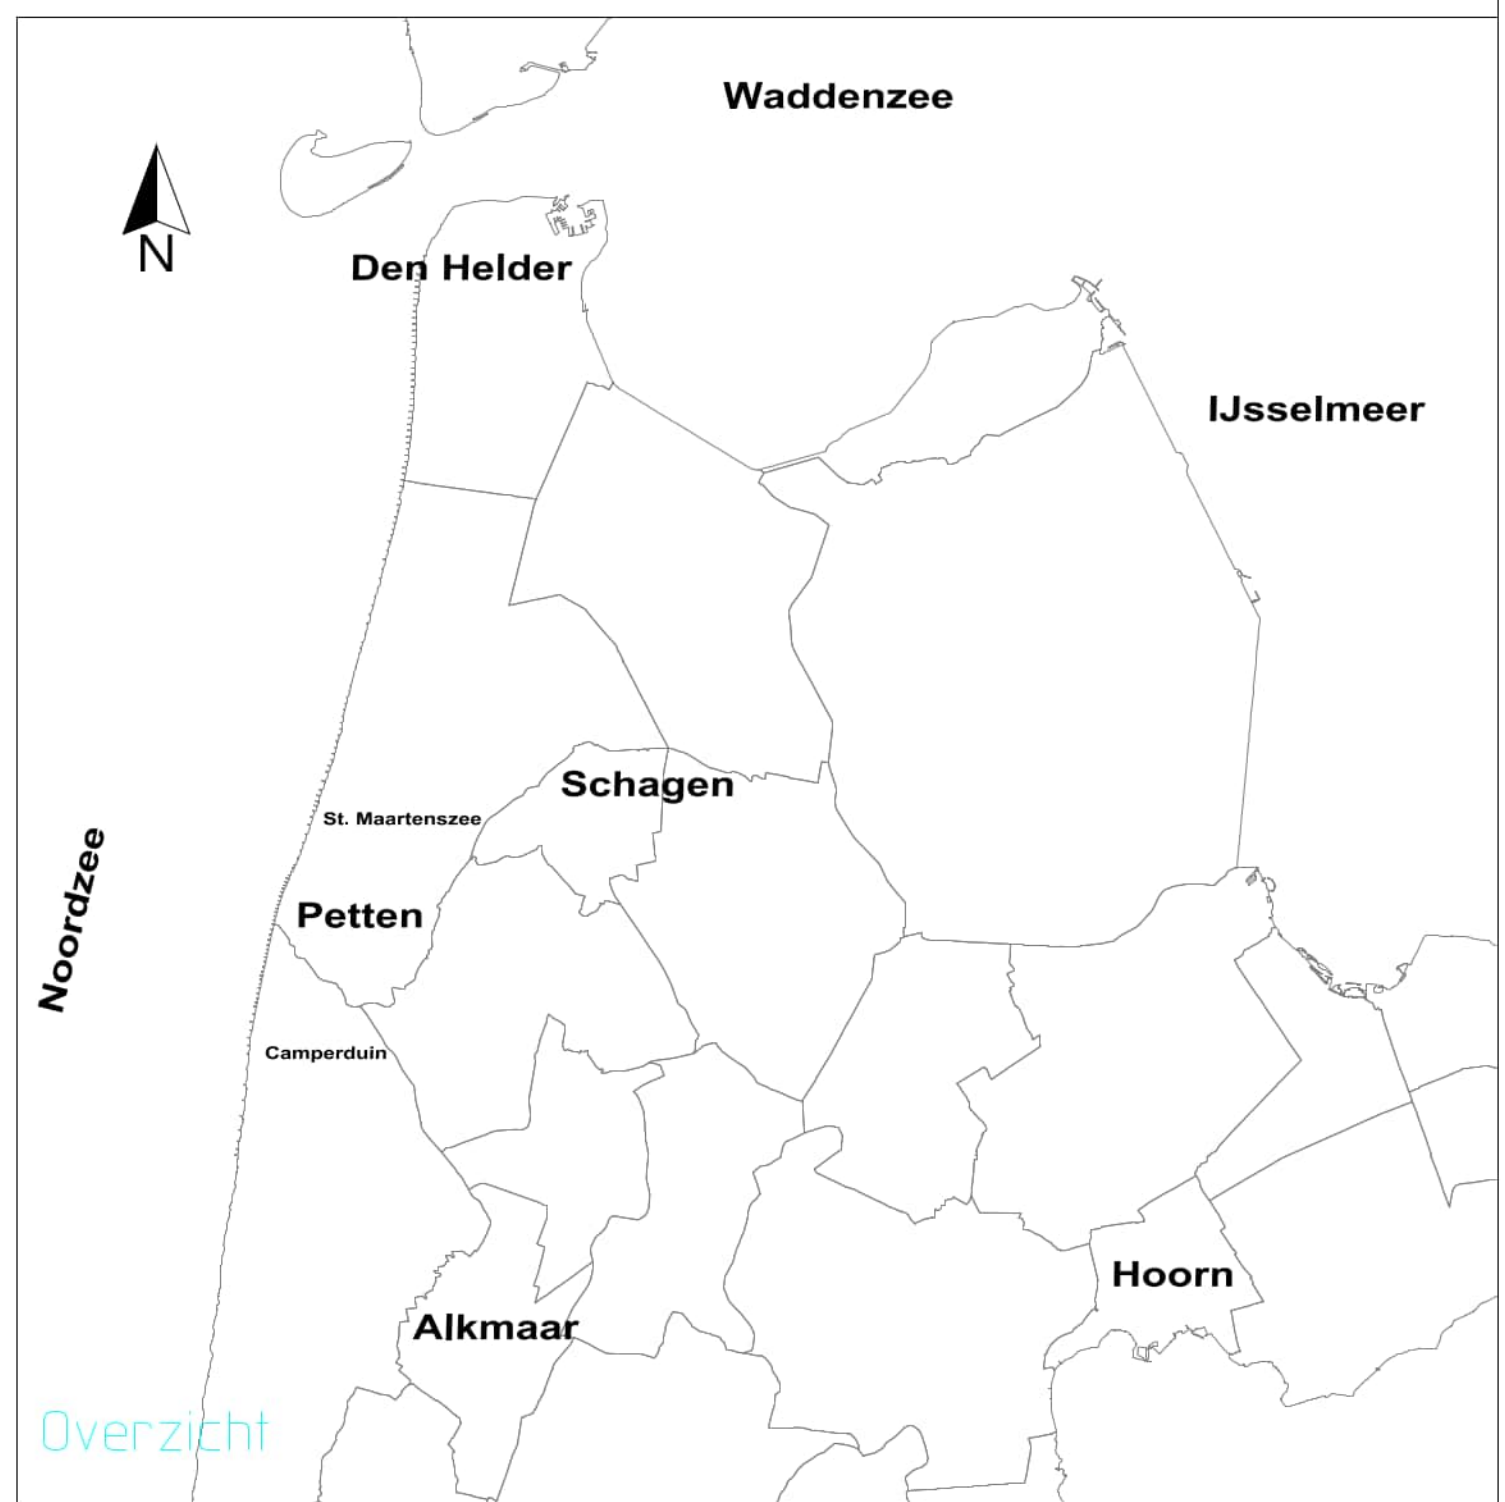 Waddenzee
N
Den Helder
IJsselmeer
Schagen
St. Maartenszee
Noordzee
Petten
Camperduin
Hoorn
Alkmaar
Overzicht